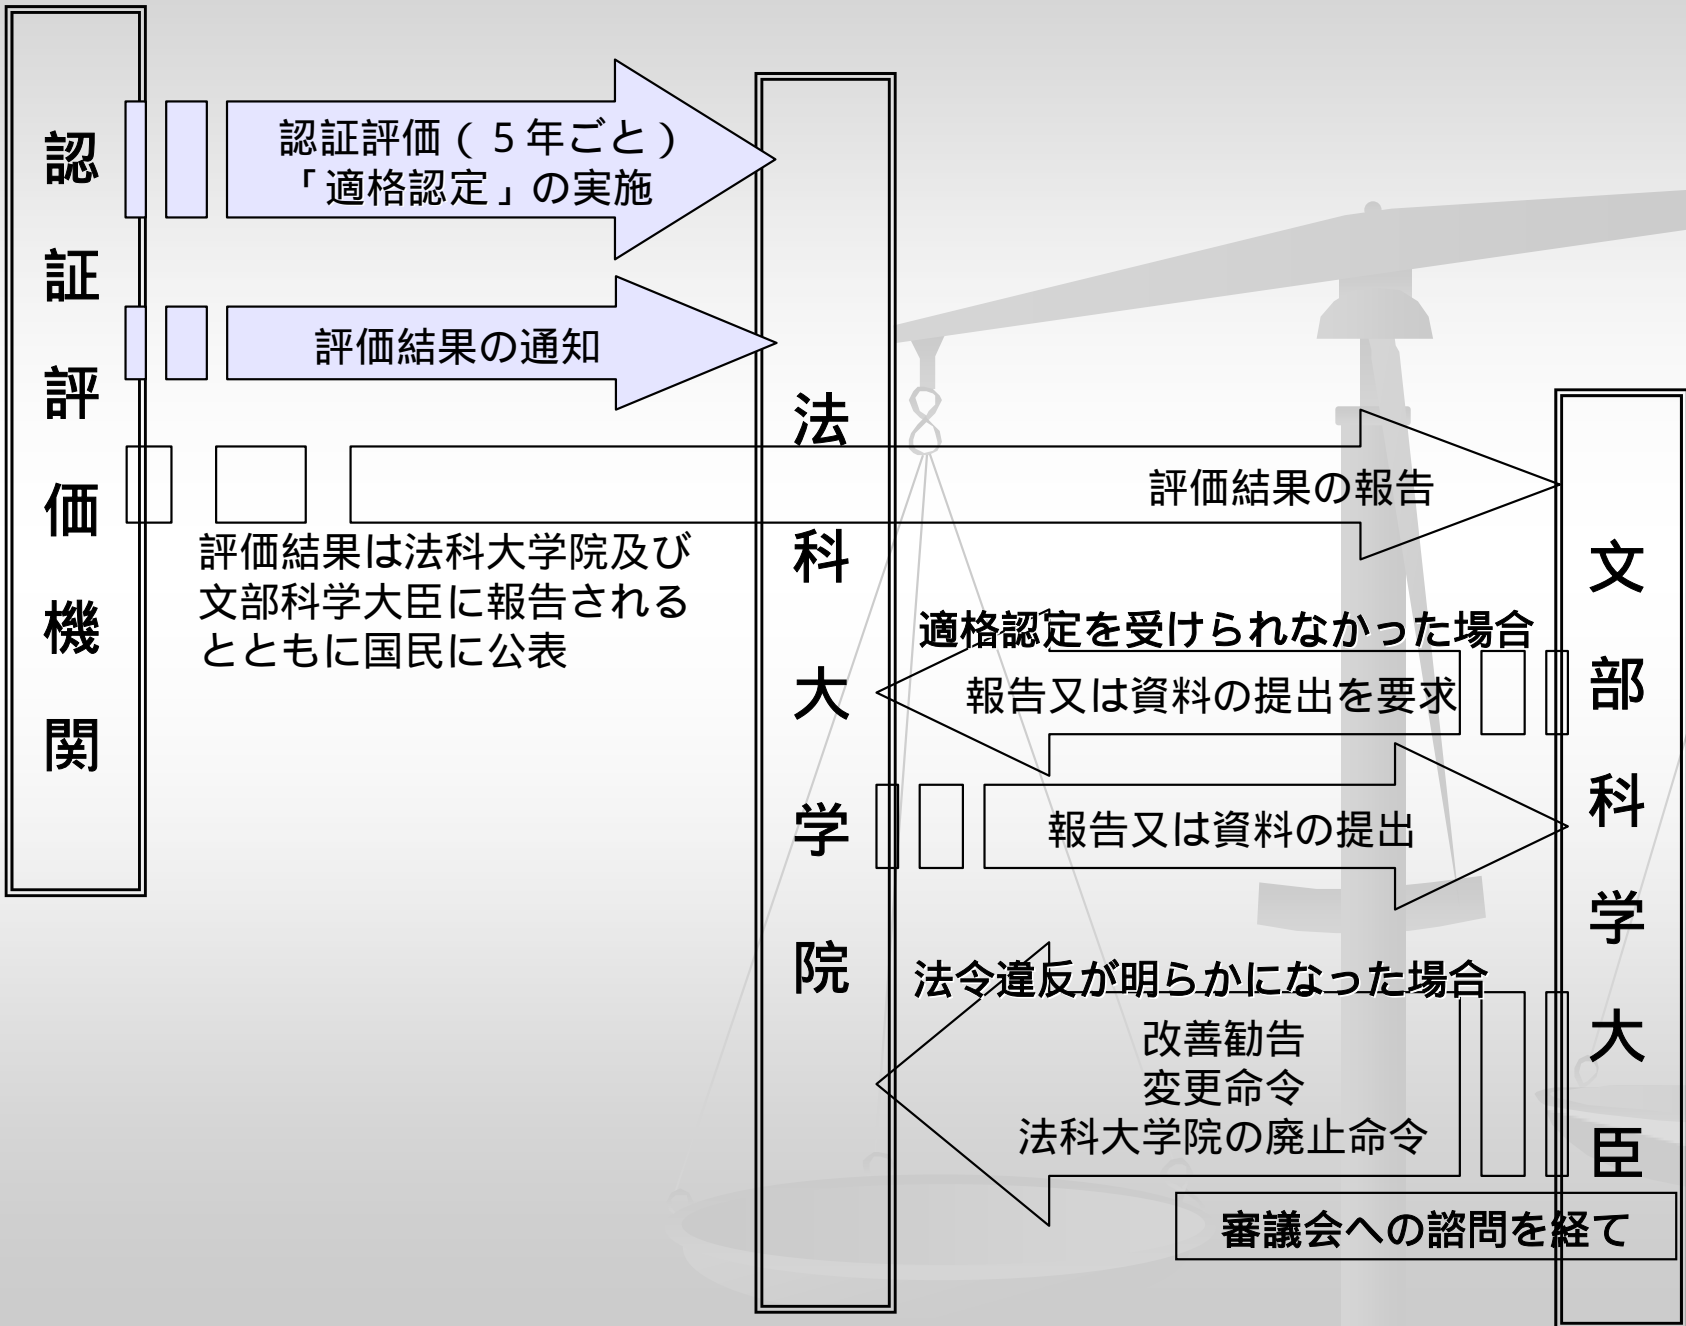 認証評価機関
認証評価（５年ごと）
「適格認定」の実施
評価結果の通知
法科大学院
評価結果の報告
評価結果は法科大学院及び
文部科学大臣に報告される
とともに国民に公表
文部科学大臣
適格認定を受けられなかった場合
報告又は資料の提出を要求
報告又は資料の提出
法令違反が明らかになった場合
改善勧告
変更命令
法科大学院の廃止命令
審議会への諮問を経て